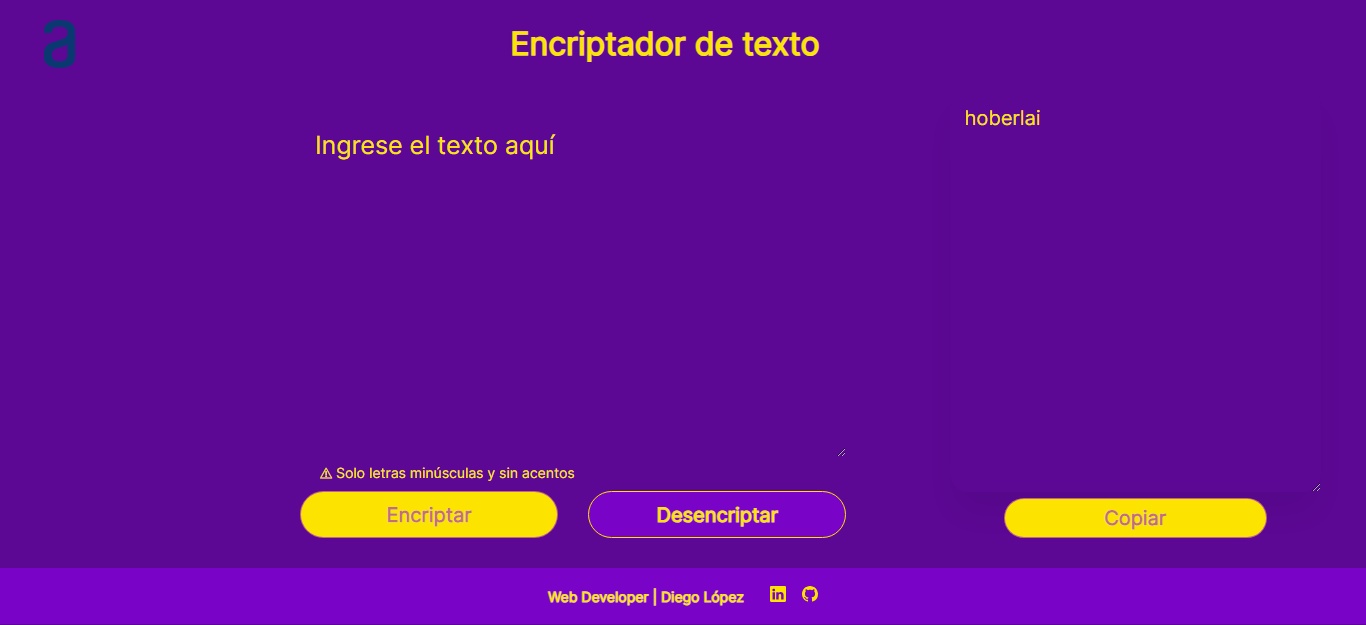 a
Encriptador de texto
Ingrese el texto aquí
hoberlai
⚠ Solo letras minúsculas y sin acentos
Encriptar
Desencriptar
Copiar
Web Developer | Diego López
in